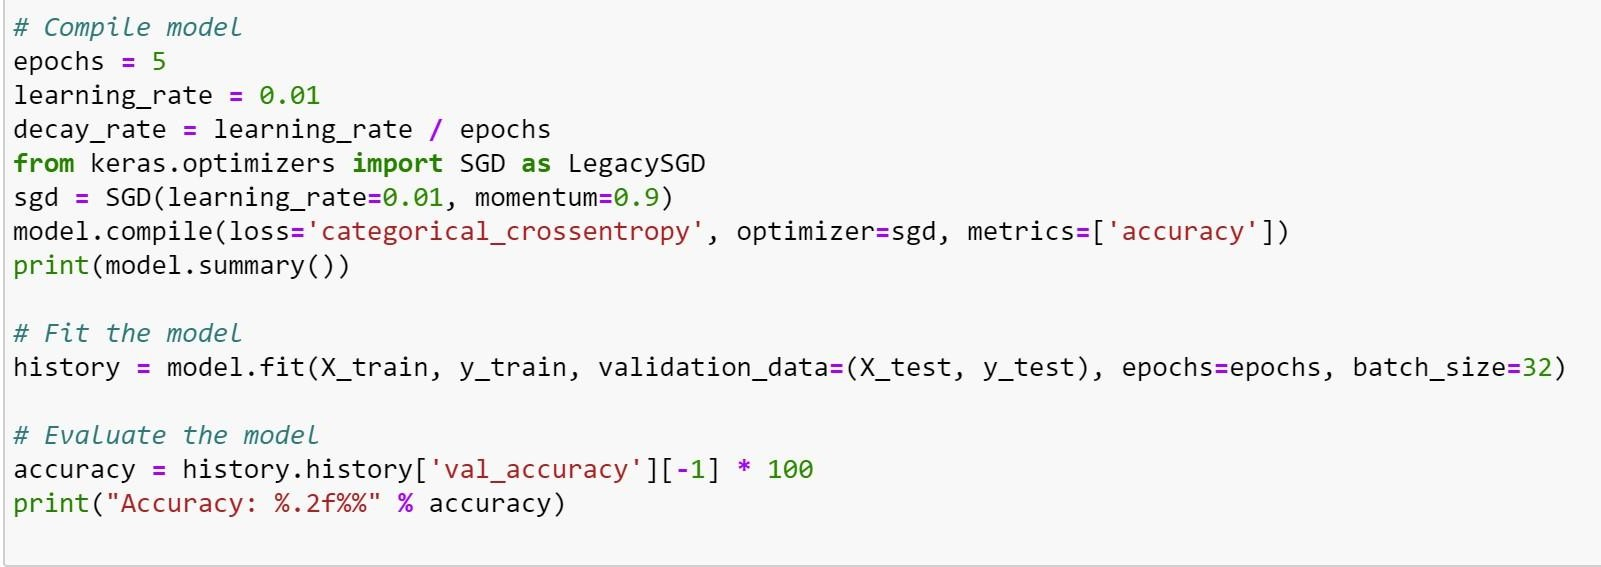 # Compile model
epochs = 5
learning_rate = 0.01
decay_rate = learning_rate / epochs
from keras.optimizers import SGD as LegacySGD
sgd = SGD(learning_rate=0.01, momentum=0.9)
model.compile(loss='categorical_crossentropy', optimizer=sgd, metrics=['accuracy'])
print(model.summary())
# Fit the model
history = model.fit(X_train, y_train, validation_data=(X_test, y_test), epochs=epochs, batch_size=32)
# Evaluate the model
accuracy = history.history['val_accuracy'][-1] * 100
print("Accuracy: %.2f%%" % accuracy)